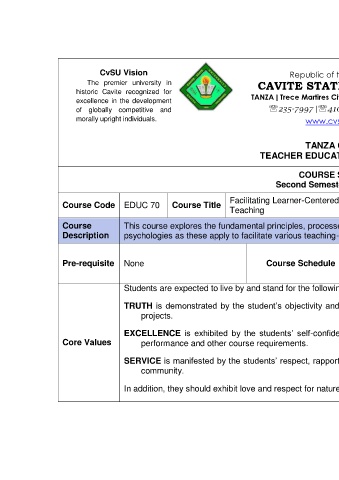 CvSU Vision
The premier university in
historic Cavite recognized for
excellence in the development
of globally competitive and
morally upright individuals.
Republic of t
CAVITE STAT
TANZA | Trece Martires Ci
☏235-7997 |☏41
www.cvs
TANZA
TEACHER EDUCAT
COURSE S
Second Semest
Course Code
EDUC 70
Course Title
Facilitating Learner-Centered
Teaching
Course
Description
This course explores the fundamental principles, processe
psychologies as these apply to facilitate various teaching-
Pre-requisite
None
Course Schedule
Core Values
Students are expected to live by and stand for the followin
TRUTH is demonstrated by the student's objectivity and
projects.
EXCELLENCE is exhibited by the students' self-confide
performance and other course requirements.
SERVICE is manifested by the students' respect, rapport
community.
In addition, they should exhibit love and respect for nature